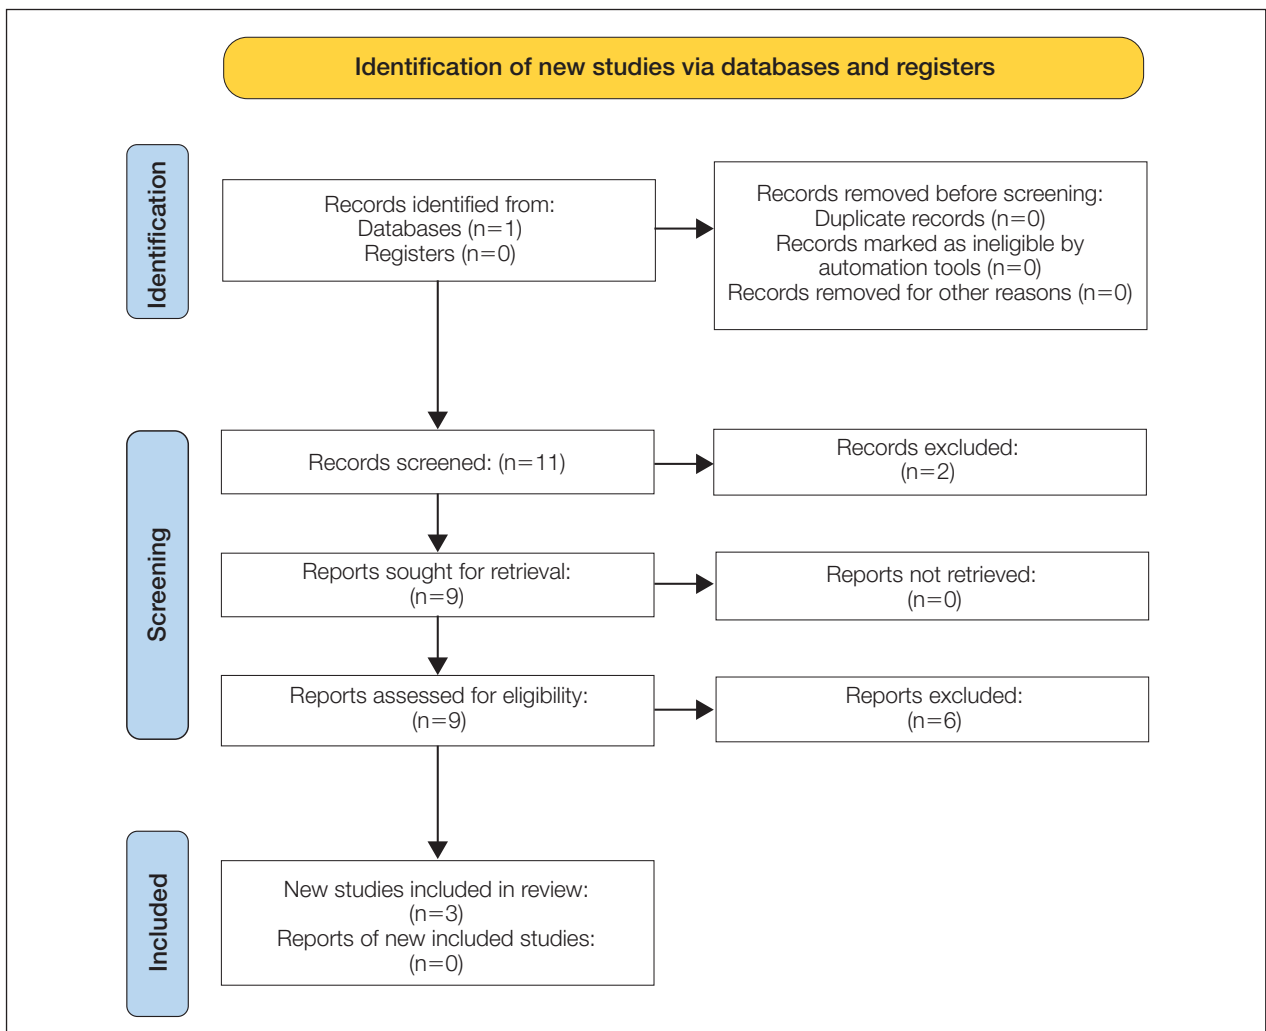 Identification of new studies via databases and registers
Identification
Records identified from:
Databases (n=1)
Registers (n=0)
Records removed before screening:
Duplicate records (n=0)
Records marked as ineligible by
automation tools (n=0)
Records removed for other reasons (n=0)
Screening
Records screened: (n=11)
Records excluded:
(n=2)
Reports sought for retrieval:
(n=9)
Reports not retrieved:
(n=0)
Reports assessed for eligibility:
(n=9)
Reports excluded:
(n=6)
Included
New studies included in review:
(n=3)
Reports of new included studies:
(n=0)